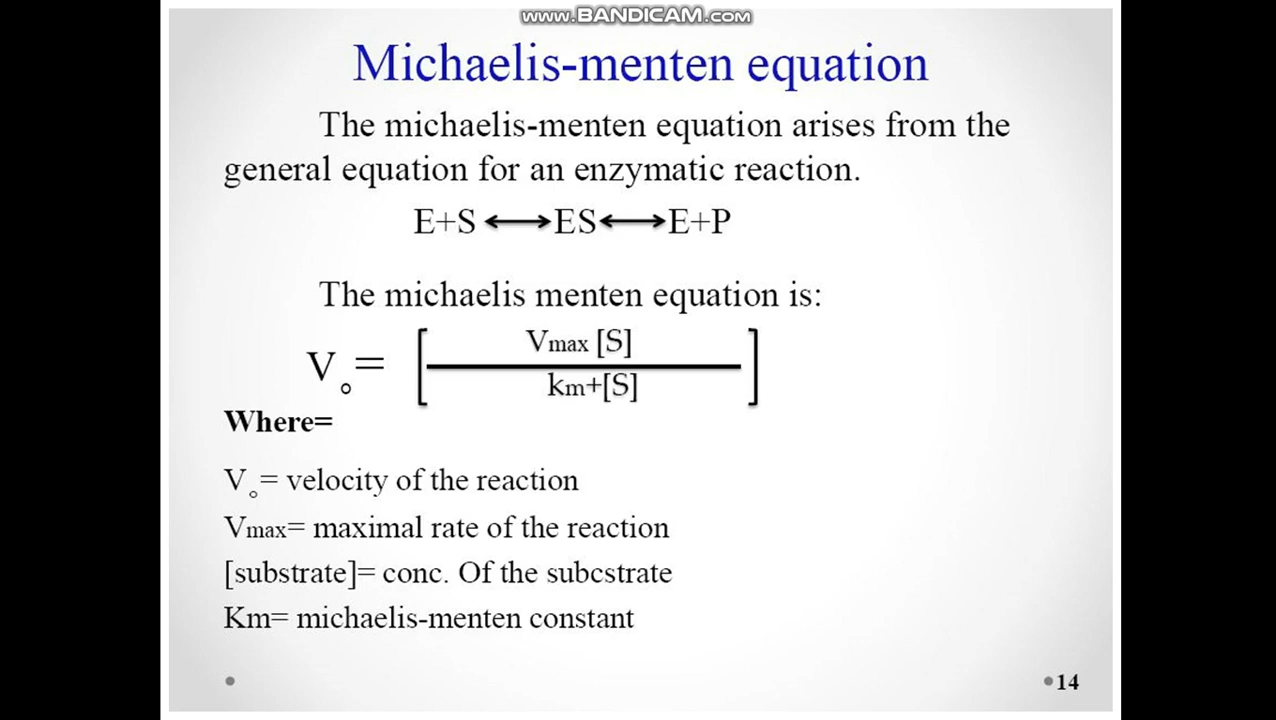 www.BANDICAM.com
Michaelis-menten equation
The michaelis-menten equation arises from the
general equation for an enzymatic reaction.
E+S ⟷ ES ⟷ E+P
The michaelis menten equation is:
Vmax [S]
V₀= [ ]
km+[S]
Where=
V₀= velocity of the reaction
Vmax= maximal rate of the reaction
[substrate]= conc. Of the subcstrate
Km= michaelis-menten constant
14